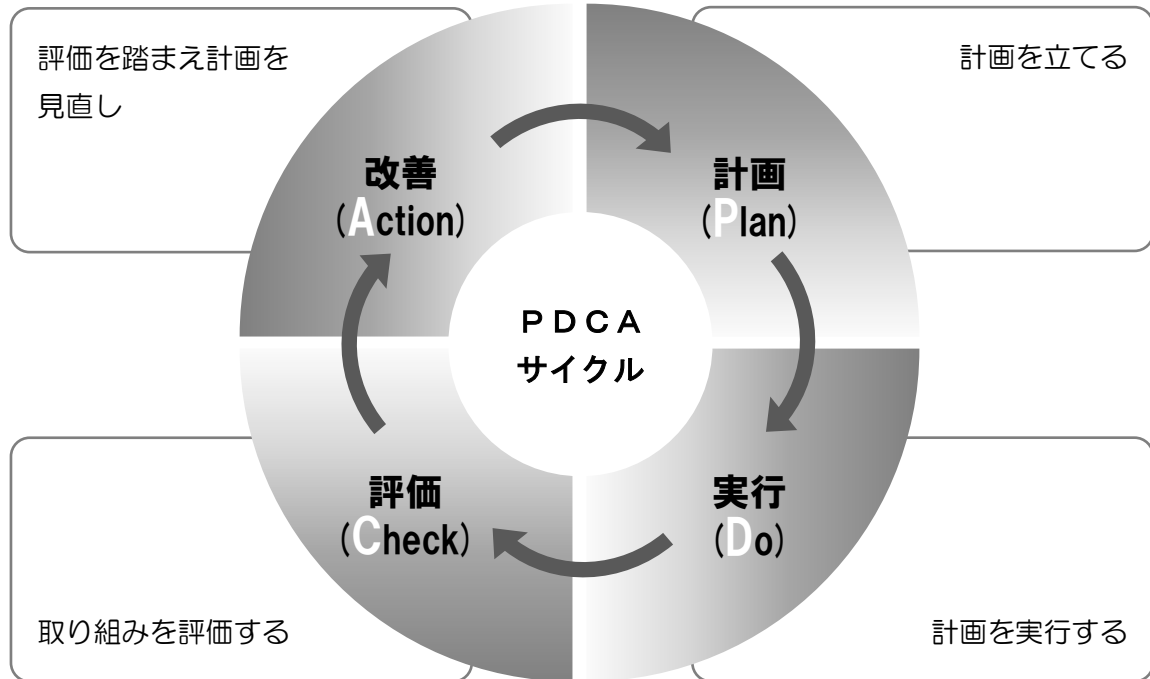 評価を踏まえ計画を
見直し
計画を立てる
改善
(Action)
計画
(Plan)
ＰＤＣＡ
サイクル
評価
(Check)
実行
(Do)
取り組みを評価する
計画を実行する